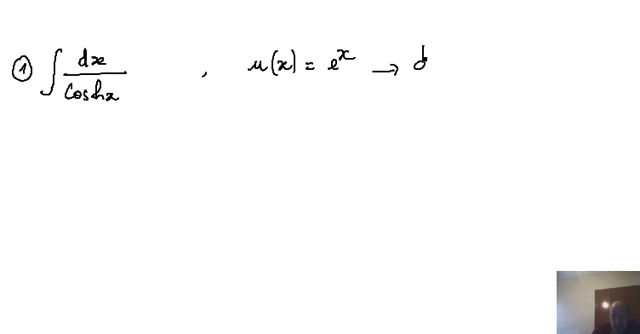 ① ∫ dx/coshx , u(x) = e^x → d